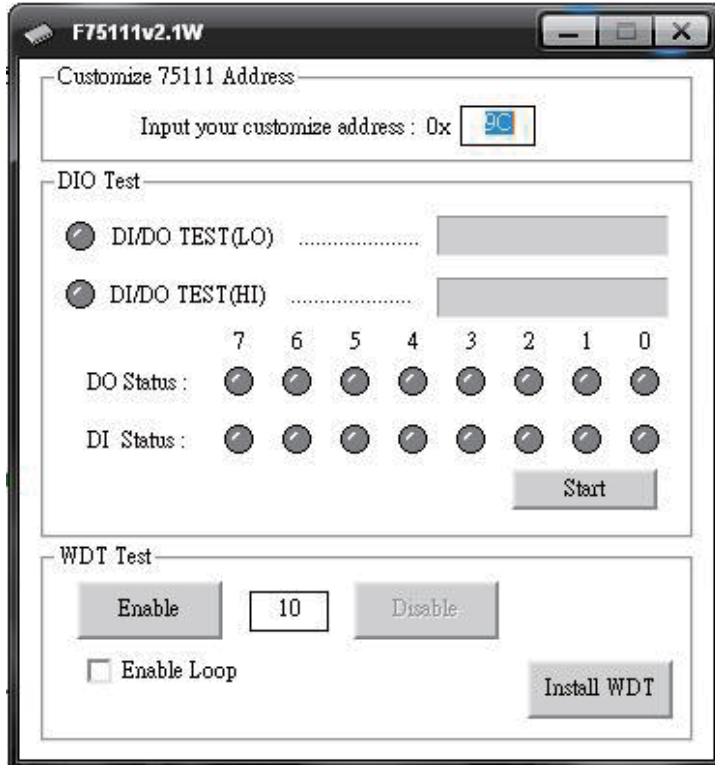 F75111v2.1W
Customize 75111 Address
Input your customize address : 0x 9C
DIO Test
DI/DO TEST(LO) ....................
DI/DO TEST(HI) ....................
7 6 5 4 3 2 1 0
DO Status :
DI Status :
Start
WDT Test
Enable 10 Disable
Enable Loop
Install WDT